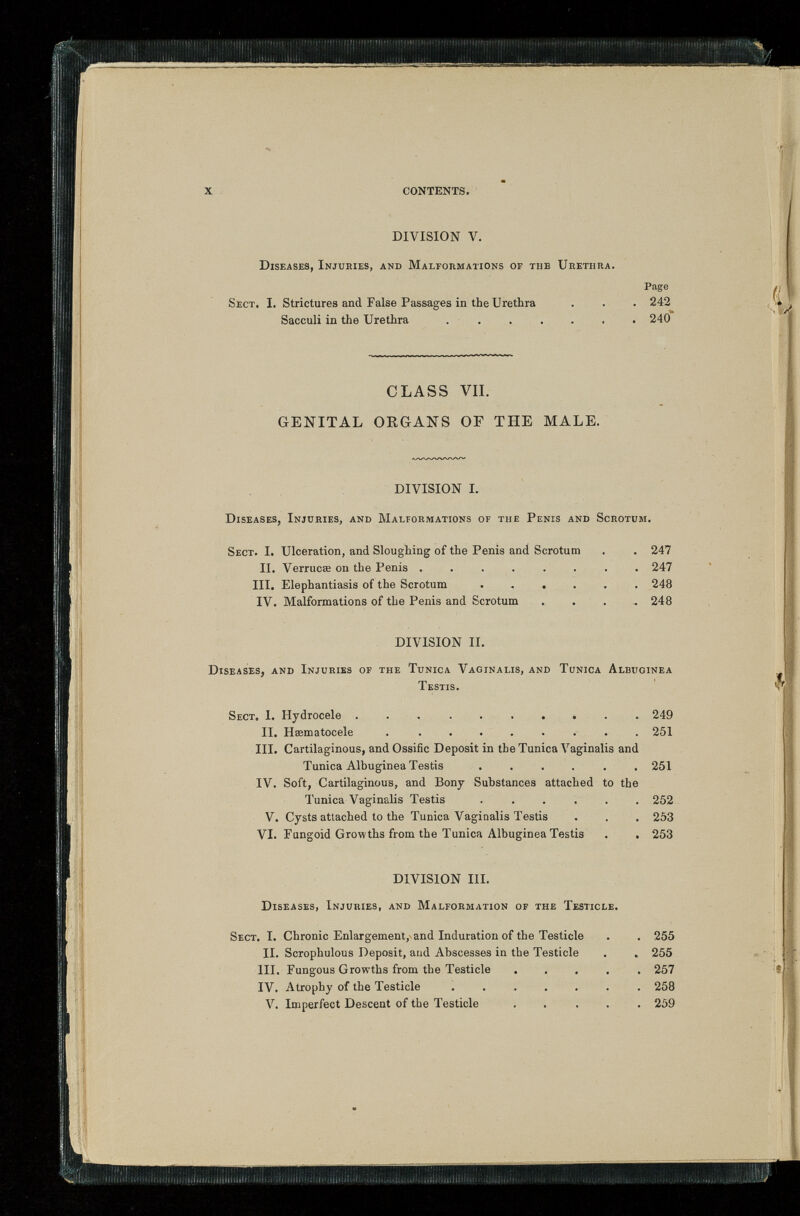 X CONTENTS.
DIVISION V.
Diseases, Injuries, and Malformations of the Urethra.
Page
Sect. I. Strictures and False Passages in the Urethra . . . 242
Sacculi in the Urethra . . . . . . . 240
CLASS VII.
GENITAL ORGANS OF THE MALE.
DIVISION I.
Diseases, Injuries, and Malformations of the Penis and Scrotum.
Sect. I. Ulceration, and Sloughing of the Penis and Scrotum . . 247
II. Verrucæ on the Penis . . . . . . . . 247
III. Elephantiasis of the Scrotum . . . . . . 248
IV. Malformations of the Penis and Scrotum . . . . 248
DIVISION II.
Diseases, and Injuries of the Tunica Vaginalis, and Tunica Albuginea
Testis.
Sect. I. Hydrocele . . . . . . . . . . 249
II. Hæmatocele . . . . . . . . . 251
III. Cartilaginous, and Ossific Deposit in the Tunica Vaginalis and
Tunica Albuginea Testis . . . . . . 251
IV. Soft, Cartilaginous, and Bony Substances attached to the
Tunica Vaginalis Testis . . . . . . 252
V. Cysts attached to the Tunica Vaginalis Testis . . . 253
VI. Fungoid Growths from the Tunica Albuginea Testis . . 253
DIVISION III.
Diseases, Injuries, and Malformation of the Testicle.
Sect. I. Chronic Enlargement, and Induration of the Testicle . . 255
II. Scrophulous Deposit, and Abscesses in the Testicle . . 255
III. Fungous Growths from the Testicle . . . . . 257
IV. Atrophy of the Testicle . . . . . . . 258
V. Imperfect Descent of the Testicle . . . . . 259